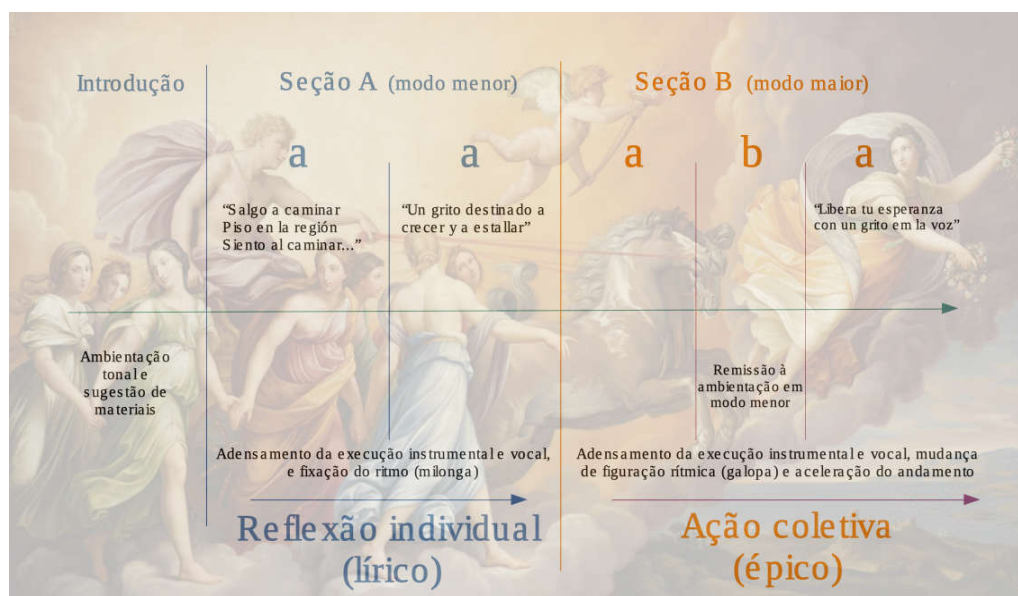 Introdução
Seção A (modo menor)
Seção B (modo maior)
a
a
a
b
a
“Salgo a caminar
Piso en la región
Siento al caminar...”
“Un grito destinado a
crecer y a estallar”
“Libera tu esperanza
con un grito em la voz”
Ambientação
tonal e
sugestão de
materiais
Remissão à
ambientação em
modo menor
Adensamento da execução instrumental e vocal,
e fixação do ritmo (milonga)
Adensamento da execução instrumental e vocal, mudança
de figuração rítmica (galopa) e aceleração do andamento
Reflexão individual
(lírico)
Ação coletiva
(épico)